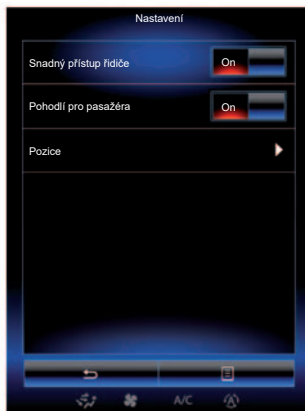 Nastavení
Snadný přístup řidiče
On
Pohodlí pro pasažéra
On
Pozice
A/C